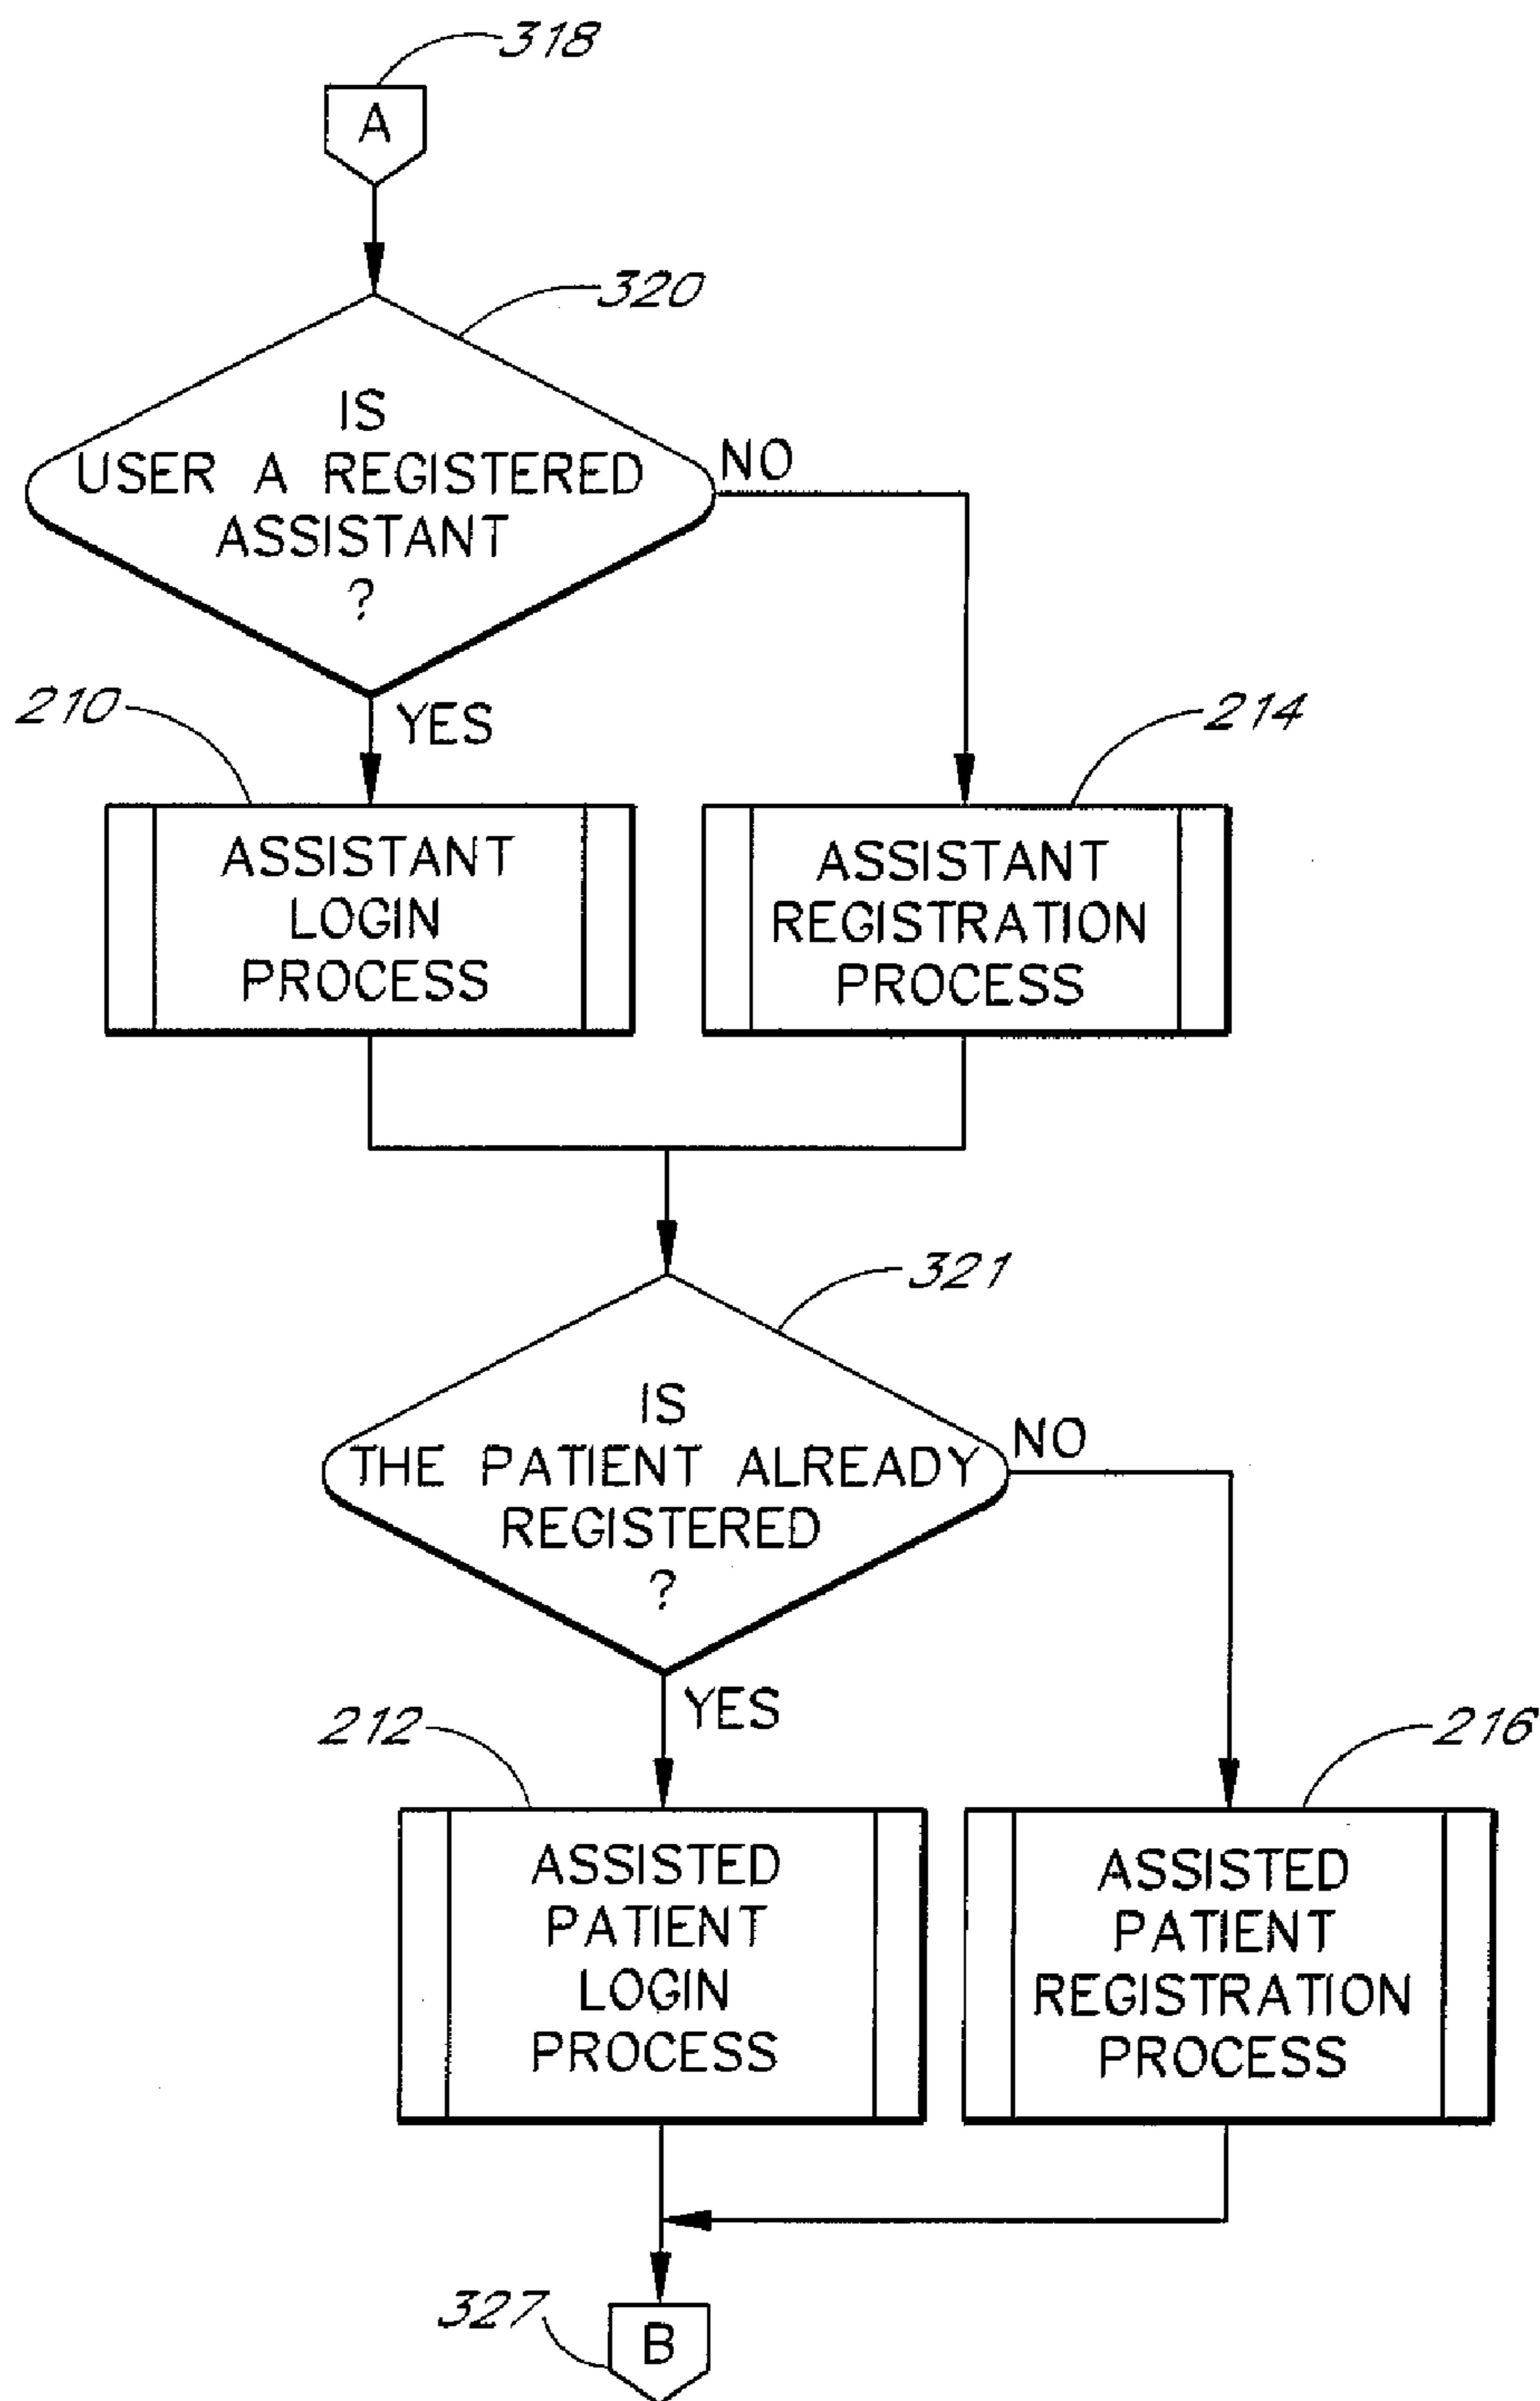 318
A
320
IS
USER A REGISTERED
ASSISTANT
?
NO
YES
210
214
ASSISTANT
LOGIN
PROCESS
ASSISTANT
REGISTRATION
PROCESS
321
IS
THE PATIENT ALREADY
REGISTERED
?
NO
YES
212
216
ASSISTED
PATIENT
LOGIN
PROCESS
ASSISTED
PATIENT
REGISTRATION
PROCESS
327
B